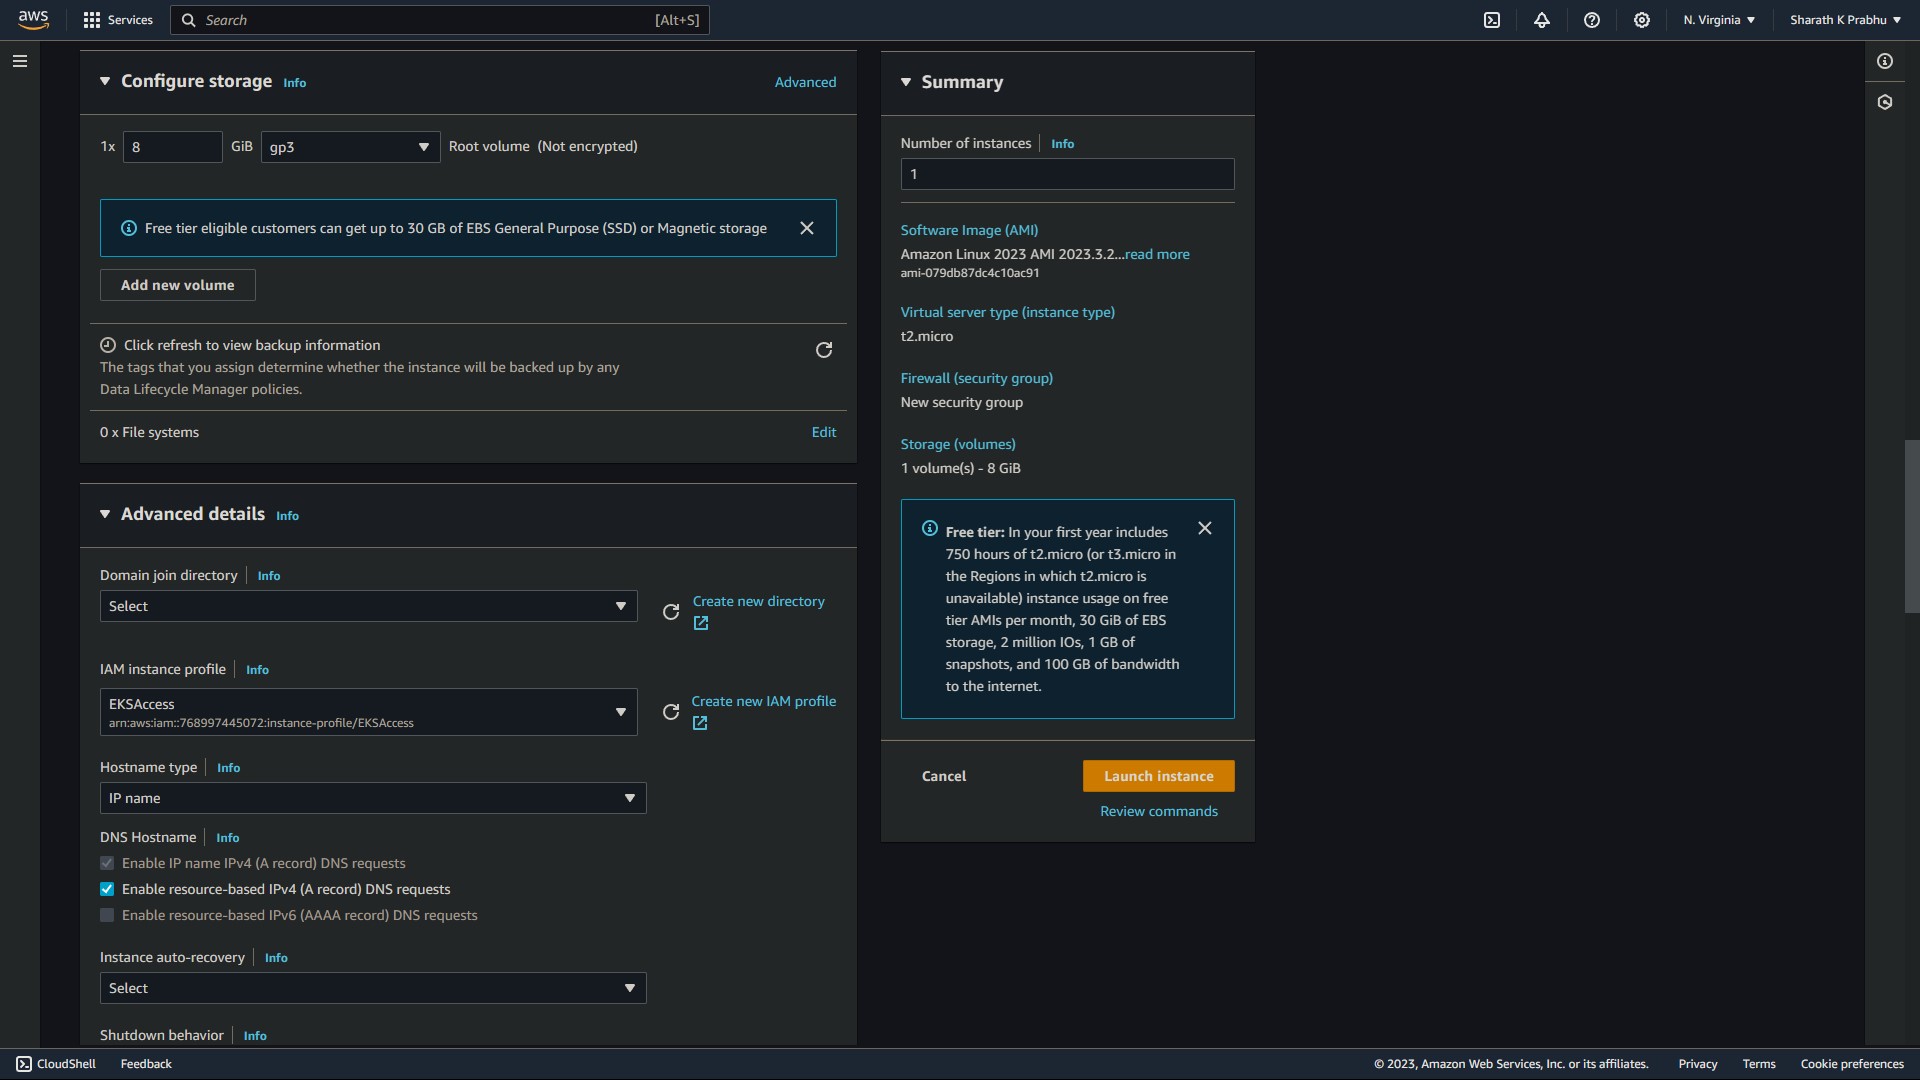 aws
Services
Search
[Alt+S]
N. Virginia
Sharath K Prabhu
Configure storage
Info
Advanced
1x
8
GiB
gp3
Root volume (Not encrypted)
Free tier eligible customers can get up to 30 GB of EBS General Purpose (SSD) or Magnetic storage
Add new volume
Click refresh to view backup information
The tags that you assign determine whether the instance will be backed up by any
Data Lifecycle Manager policies.
0 x File systems
Edit
Advanced details
Info
Domain join directory
Info
Select
Create new directory
IAM instance profile
Info
EKSAccess
arn:aws:iam::768997445072:instance-profile/EKSAccess
Create new IAM profile
Hostname type
Info
IP name
DNS Hostname
Info
Enable IP name IPv4 (A record) DNS requests
Enable resource-based IPv4 (A record) DNS requests
Enable resource-based IPv6 (AAAA record) DNS requests
Instance auto-recovery
Info
Select
Shutdown behavior
Info
Summary
Number of instances
Info
1
Software Image (AMI)
Amazon Linux 2023 AMI 2023.3.2...read more
ami-079db87dc4c10ac91
Virtual server type (instance type)
t2.micro
Firewall (security group)
New security group
Storage (volumes)
1 volume(s) - 8 GiB
Free tier: In your first year includes
750 hours of t2.micro (or t3.micro in
the Regions in which t2.micro is
unavailable) instance usage on free
tier AMIs per month, 30 GiB of EBS
storage, 2 million IOs, 1 GB of
snapshots, and 100 GB of bandwidth
to the internet.
Cancel
Launch instance
Review commands
CloudShell
Feedback
© 2023, Amazon Web Services, Inc. or its affiliates.
Privacy
Terms
Cookie preferences